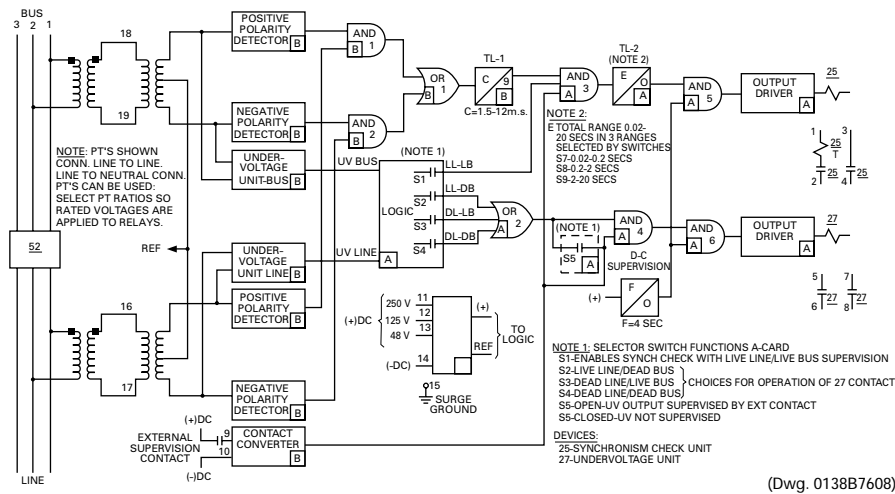 BUS
3 2 1
18
19
POSITIVE
POLARITY
DETECTOR
B
NEGATIVE
POLARITY
DETECTOR B
UNDER-
VOLTAGE
UNIT-BUS B
AND
1
B
AND
2
B
OR
1
B
TL-1
C 9
B
C=1.5-12m.s.
AND
3
A
TL-2
(NOTE 2)
E O
A
AND
5
A
OUTPUT
DRIVER
A
25
NOTE 2:
E TOTAL RANGE 0.02-
20 SECS IN 3 RANGES
SELECTED BY SWITCHES
S7-0.02-0.2 SECS
S8-0.2-2 SECS
S9-2-20 SECS
1 3
25
T
2 25 4 25
NOTE: PT'S SHOWN
CONN. LINE TO LINE.
LINE TO NEUTRAL CONN.
PT'S CAN BE USED:
SELECT PT RATIOS SO
RATED VOLTAGES ARE
APPLIED TO RELAYS.
52
REF
UV BUS
(NOTE 1)
LOGIC
A
S1
S2
S3
S4
LL-LB
LL-DB
DL-LB
DL-DB
OR
2
A
(NOTE 1)
S5
A
AND
4
D-C
SUPERVISION
AND
6
OUTPUT
DRIVER
A
27
UNDER-
VOLTAGE
UNIT LINE B
UV LINE
POSITIVE
POLARITY
DETECTOR B
16
17
NEGATIVE
POLARITY
DETECTOR B
(+)
F
O
F=4 SEC
5 7
6 27 8 27
(+)DC
250 V 11
125 V 12
48 V 13
(-DC) 14
(+)
REF
TO
LOGIC
15
SURGE
GROUND
(+)DC
9
10
(-)DC
EXTERNAL
SUPERVISION
CONTACT
CONTACT
CONVERTER
B
LINE
NOTE 1: SELECTOR SWITCH FUNCTIONS A-CARD
S1-ENABLES SYNCH CHECK WITH LIVE LINE/LIVE BUS SUPERVISION
S2-LIVE LINE/DEAD BUS
S3-DEAD LINE/LIVE BUS
S4-DEAD LINE/DEAD BUS
CHOICES FOR OPERATION OF 27 CONTACT
S5-OPEN-UV OUTPUT SUPERVISED BY EXT CONTACT
S5-CLOSED-UV NOT SUPERVISED
DEVICES:
25-SYNCHRONISM CHECK UNIT
27-UNDERVOLTAGE UNIT
(Dwg. 0138B7608)